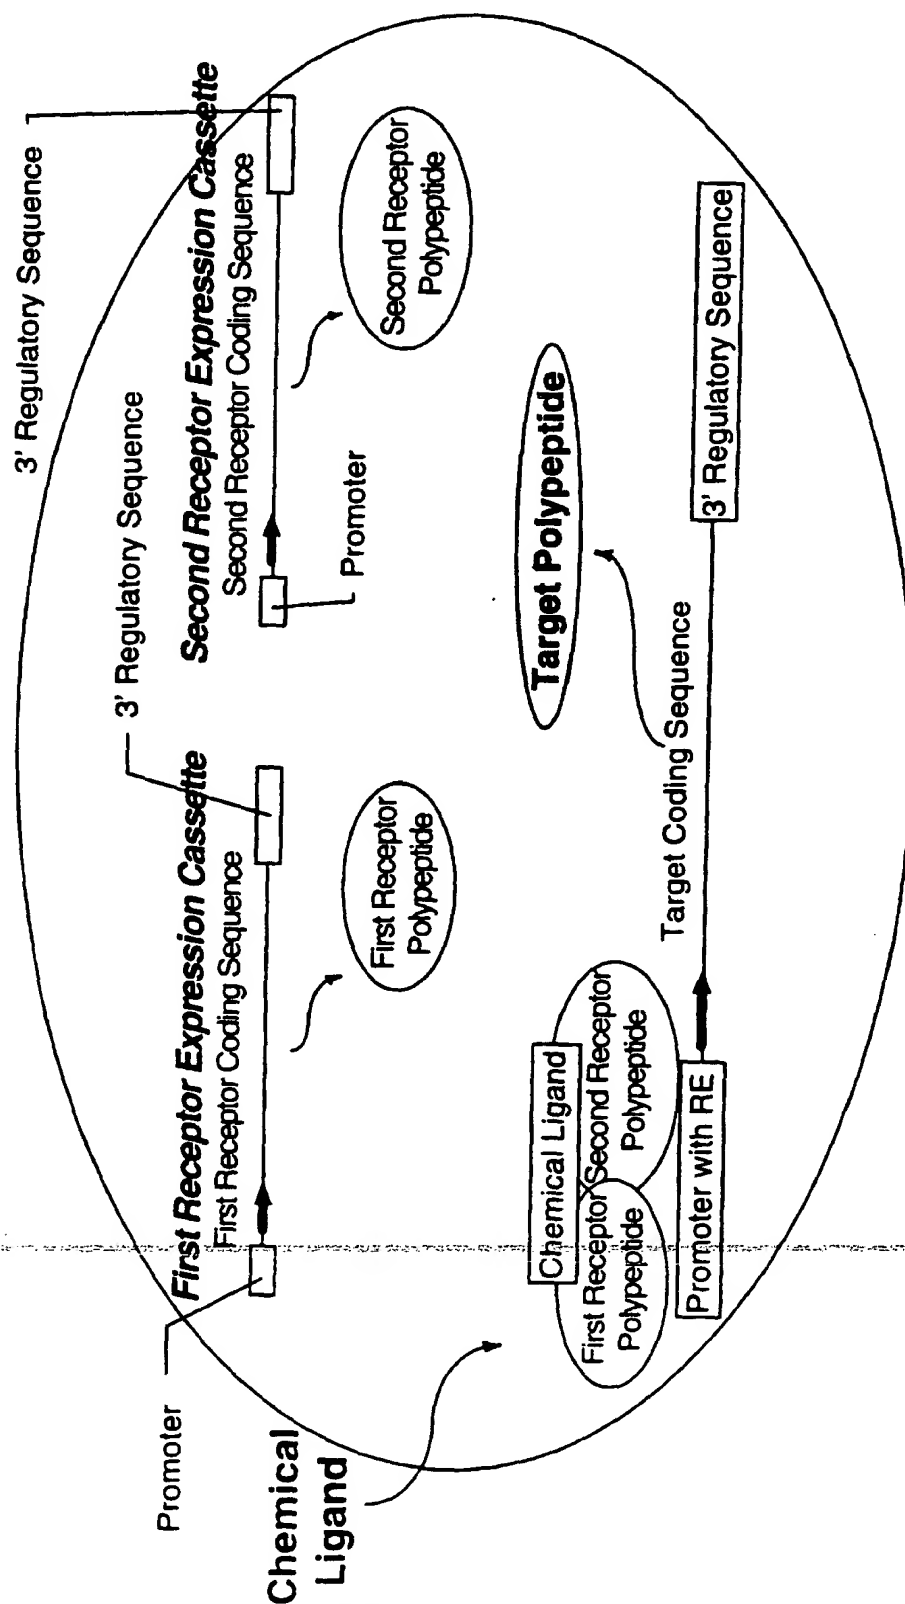 3' Regulatory Sequence
3' Regulatory Sequence
First Receptor Expression Cassette
First Receptor Coding Sequence
Promoter
Second Receptor Expression Cassette
Second Receptor Coding Sequence
Promoter
Chemical
Ligand
First Receptor
Polypeptide
Second Receptor
Polypeptide
Chemical Ligand
First Receptor
Polypeptide
Second Receptor
Polypeptide
Promoter with RE
Target Polypeptide
Target Coding Sequence
3' Regulatory Sequence